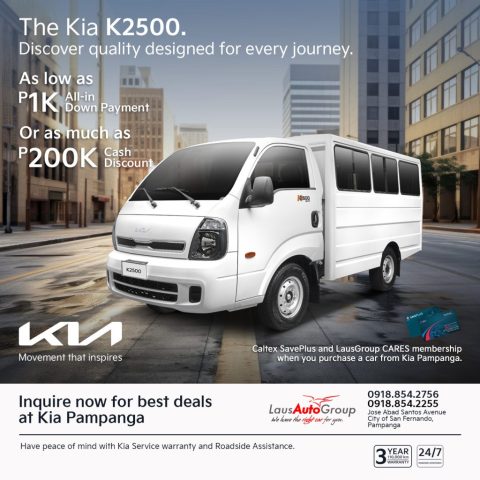 The Kia K2500.
Discover quality designed for every journey.
As low as
₱1K All-in Down Payment
Or as much as
₱200K Cash Discount
K2500
KIA
Movement that inspires
Caltex SavePlus and LausGroup CARES membership
when you purchase a car from Kia Pampanga.
Inquire now for best deals
at Kia Pampanga
LausAutoGroup
We have the right car for you.
0918.854.2756
0918.854.2255
Jose Abad Santos Avenue
City of San Fernando,
Pampanga
Have peace of mind with Kia Service warranty and Roadside Assistance.
3 YEAR
WARRANTY
24/7